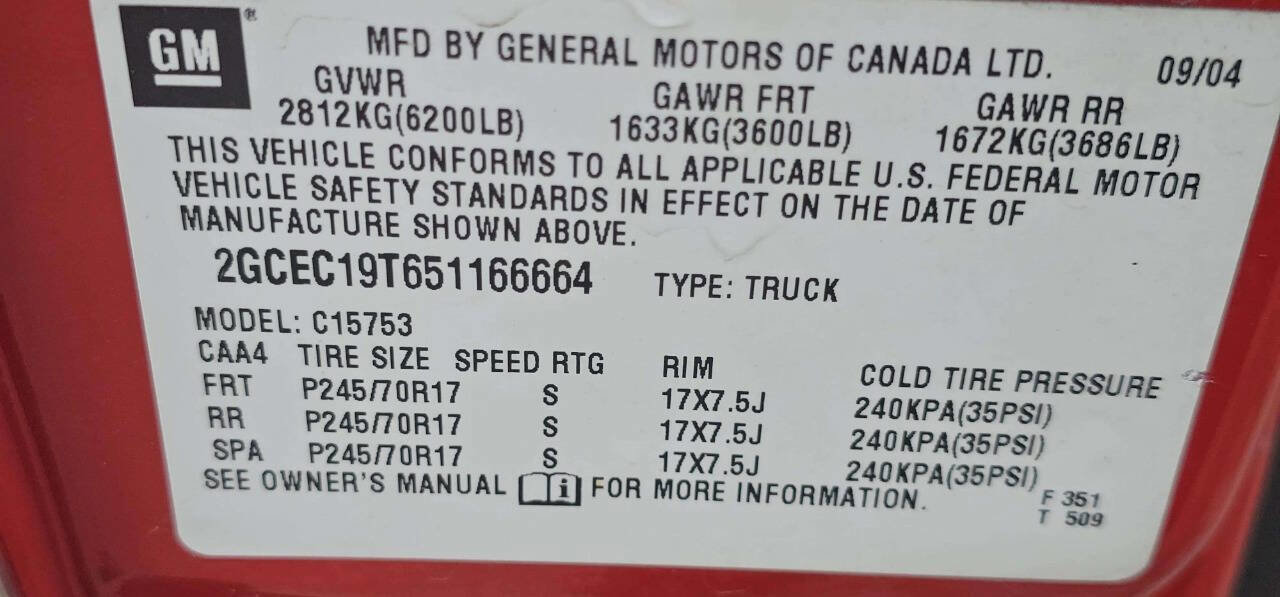 GM®
MFD BY GENERAL MOTORS OF CANADA LTD. 09/04
GVWR GAWR FRT GAWR RR
2812KG(6200LB) 1633KG(3600LB) 1672KG(3686LB)
THIS VEHICLE CONFORMS TO ALL APPLICABLE U.S. FEDERAL MOTOR
VEHICLE SAFETY STANDARDS IN EFFECT ON THE DATE OF
MANUFACTURE SHOWN ABOVE.
2GCEC19T651166664 TYPE: TRUCK
MODEL: C15753
CAA4 TIRE SIZE SPEED RTG RIM COLD TIRE PRESSURE
FRT P245/70R17 S 17X7.5J 240KPA(35PSI)
RR P245/70R17 S 17X7.5J 240KPA(35PSI)
SPA P245/70R17 S 17X7.5J 240KPA(35PSI)
SEE OWNER'S MANUAL i FOR MORE INFORMATION.
F 351
T 509